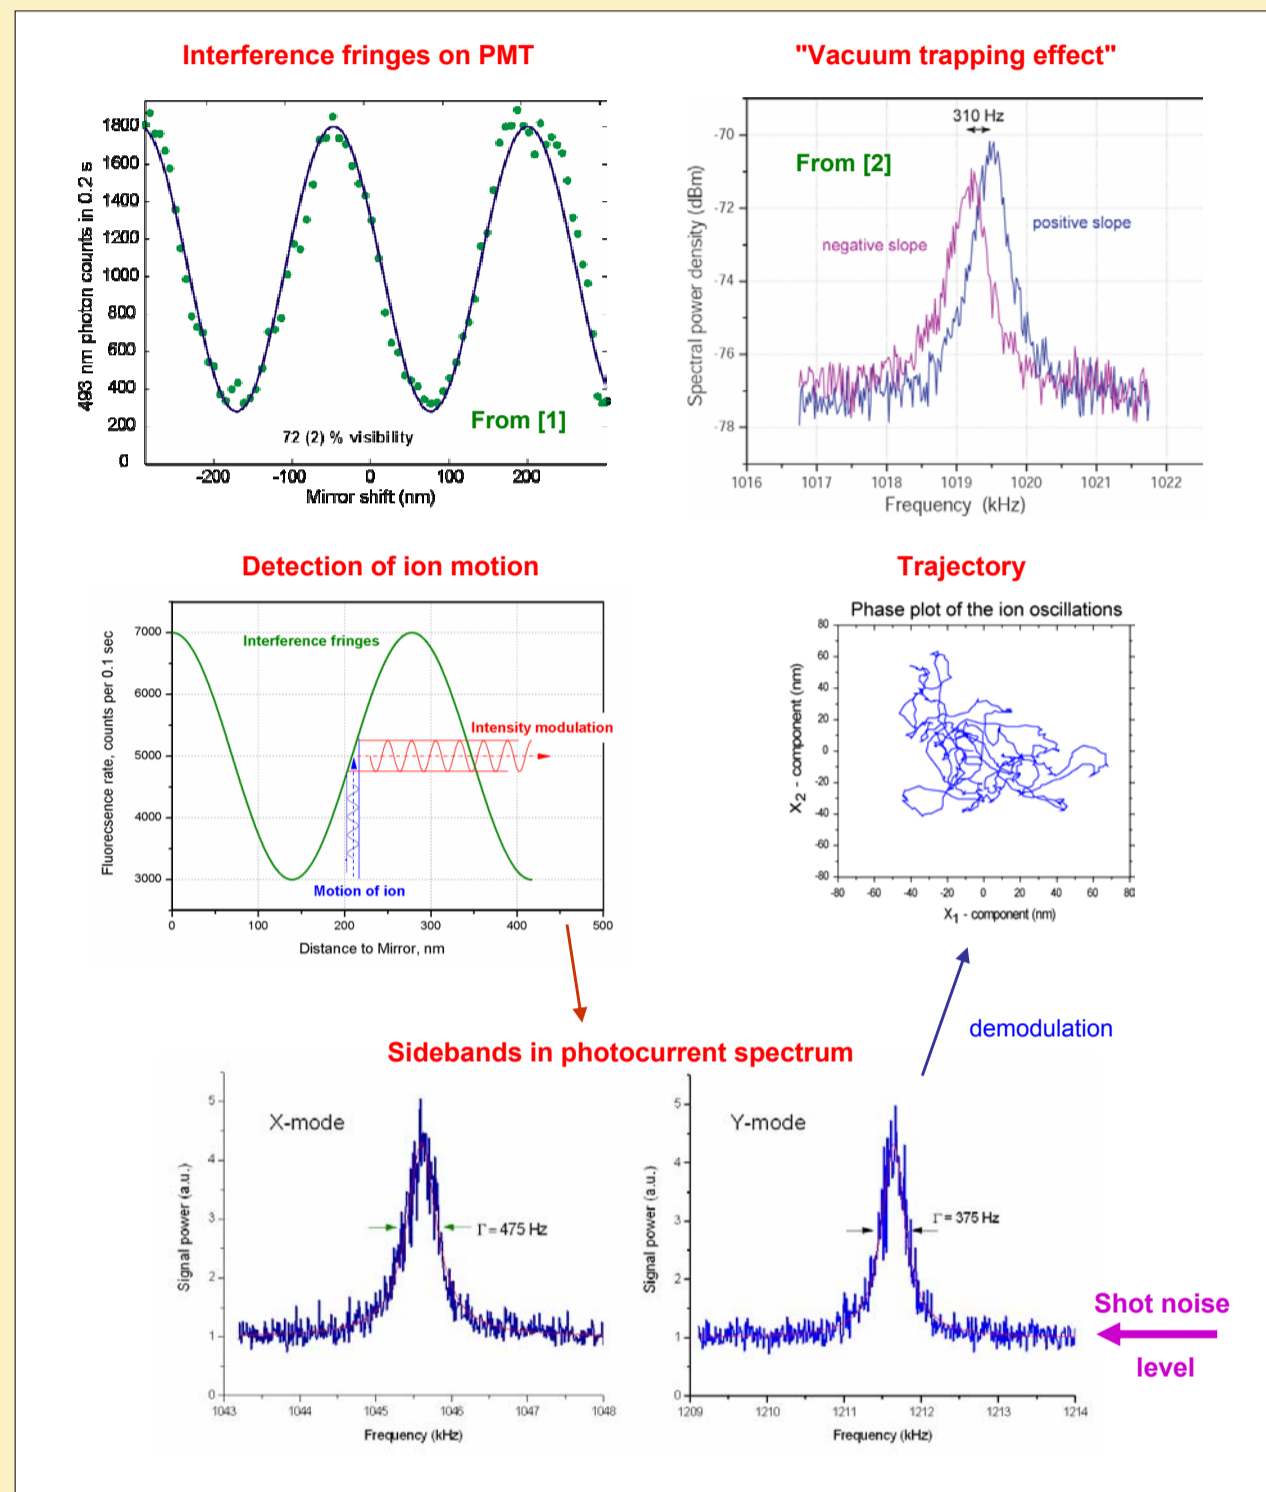 Interference fringes on PMT
493 nm photon counts in 0.2 s
1800
1600
1400
1200
1000
800
600
400
200
0
From [1]
72 (2) % visibility
-200 -100 0 100 200
Mirror shift (nm)
"Vacuum trapping effect"
Spectral power density (dBm)
-70
-72
-74
-76
-78
310 Hz
From [2]
positive slope
negative slope
1016 1017 1018 1019 1020 1021 1022
Frequency (kHz)
Detection of ion motion
Fluorecsence rate, counts per 0.1 sec
7000
6000
5000
4000
3000
Interference fringes
Intensity modulation
Motion of ion
0 100 200 300 400 500
Distance to Mirror, nm
Trajectory
Phase plot of the ion oscillations
X2 - component (nm)
80
60
40
20
0
-20
-40
-60
-80
-80 -60 -40 -20 0 20 40 60 80
X1 - component (nm)
demodulation
Sidebands in photocurrent spectrum
Signal power (a.u.)
5
4
3
2
1
0
X-mode
Γ = 475 Hz
1043 1044 1045 1046 1047 1048
Frequency (kHz)
Signal power (a.u.)
5
4
3
2
1
0
Y-mode
Γ = 375 Hz
1209 1210 1211 1212 1213 1214
Frequency (kHz)
Shot noise
level